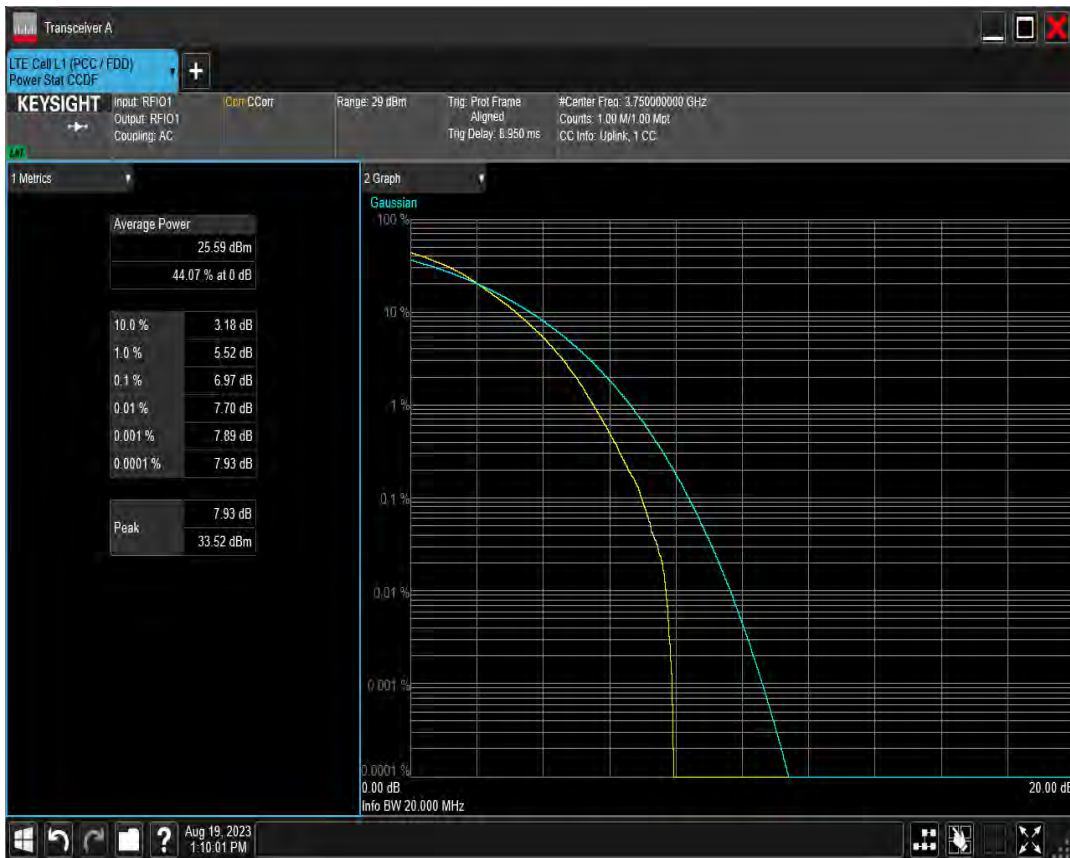 Transceiver A
LTE Cell L1 (PCC / FDD)
Power Stat CCDF
KEYSIGHT
Input: RFIO1
Output: RFIO1
Coupling: AC
Corr CCorr
Range: 29 dBm
Trig: Prot Frame
Aligned
Trig Delay: 8.950 ms
#Center Freq: 3.750000000 GHz
Counts: 1.00 M/1.00 Mpt
CC Info: Uplink, 1 CC
LXI
1 Metrics
Average Power
25.59 dBm
44.07 % at 0 dB
10.0 % 3.18 dB
1.0 % 5.52 dB
0.1 % 6.97 dB
0.01 % 7.70 dB
0.001 % 7.89 dB
0.0001 % 7.93 dB
Peak
7.93 dB
33.52 dBm
2 Graph
Gaussian
100 %
10 %
1 %
0.1 %
0.01 %
0.001 %
0.0001 %
0.00 dB
20.00 dB
Info BW 20.000 MHz
?
Aug 19, 2023
1:10:01 PM